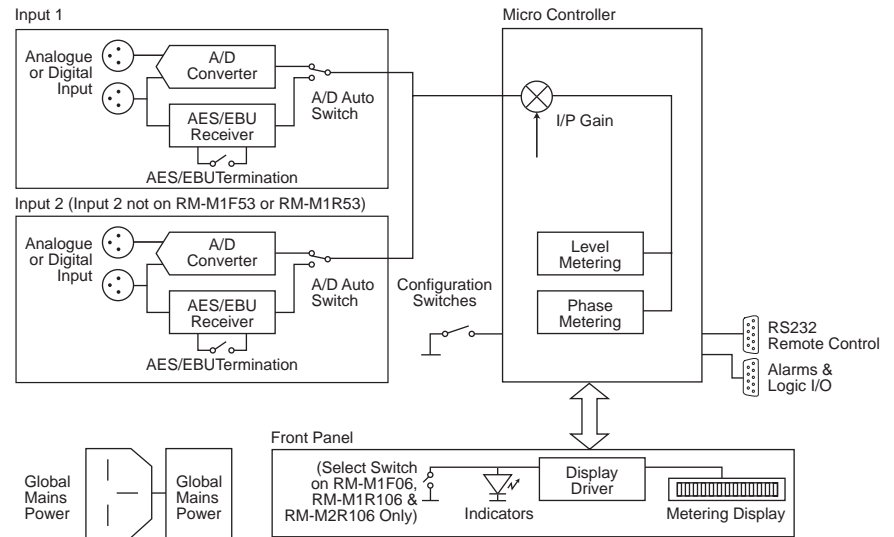 Input 1
Analogue
or Digital
Input
A/D
Converter
AES/EBU
Receiver
A/D Auto
Switch
AES/EBUTermination
Input 2 (Input 2 not on RM-M1F53 or RM-M1R53)
Analogue
or Digital
Input
A/D
Converter
AES/EBU
Receiver
A/D Auto
Switch
AES/EBUTermination
Micro Controller
I/P Gain
Level
Metering
Phase
Metering
Configuration
Switches
RS232
Remote Control
Alarms &
Logic I/O
Global
Mains
Power
Global
Mains
Power
Front Panel
(Select Switch
on RM-M1F06,
RM-M1R106 &
RM-M2R106 Only)
Indicators
Display
Driver
Metering Display